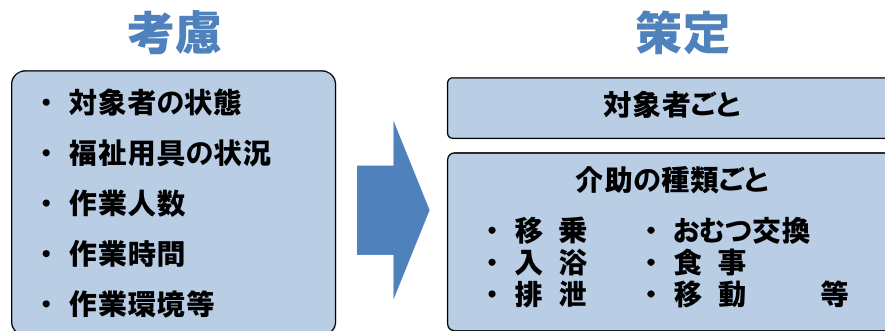 考慮
・ 対象者の状態
・ 福祉用具の状況
・ 作業人数
・ 作業時間
・ 作業環境等
策定
対象者ごと
介助の種類ごと
・ 移 乗 ・ おむつ交換
・ 入 浴 ・ 食 事
・ 排 泄 ・ 移 動 等